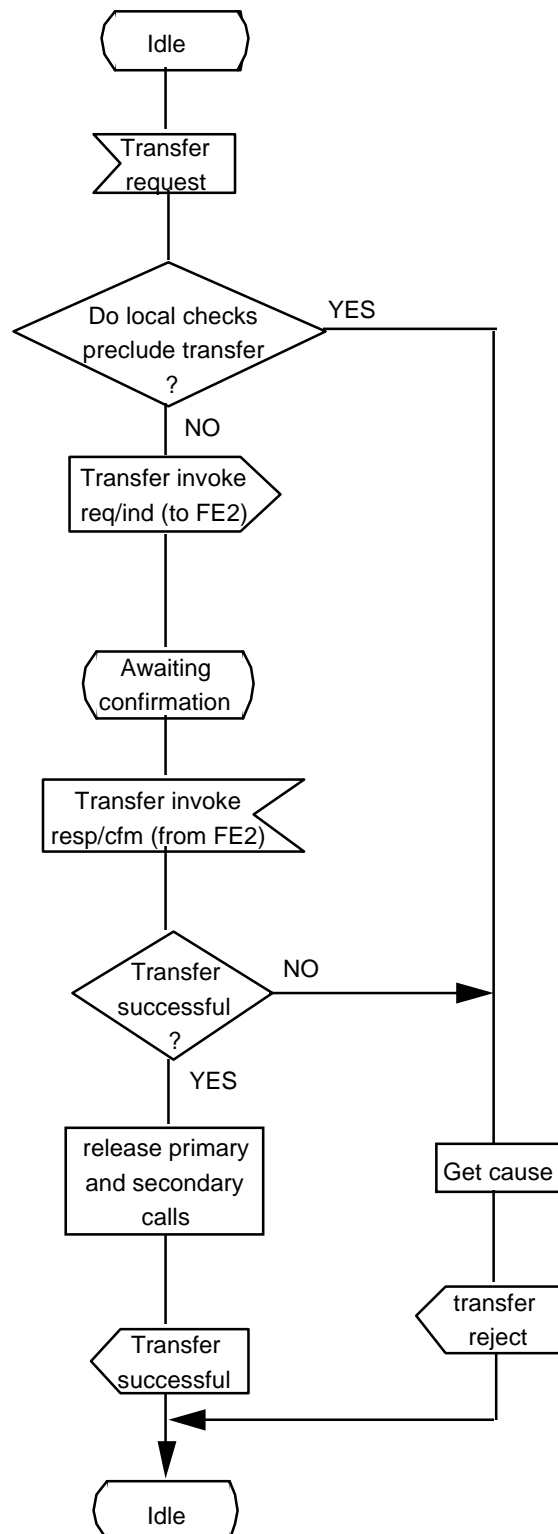 Idle
Transfer
request
Do local checks
preclude transfer
?
YES
NO
Transfer invoke
req/ind (to FE2)
Awaiting
confirmation
Transfer invoke
resp/cfm (from FE2)
Transfer
successful
?
NO
YES
release primary
and secondary
calls
Get cause
transfer
reject
Transfer
successful
Idle